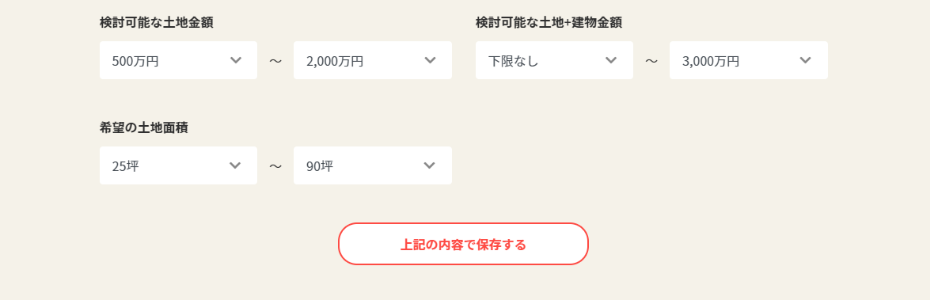 検討可能な土地金額
検討可能な土地+建物金額
500万円 ～ 2,000万円
下限なし ～ 3,000万円
希望の土地面積
25坪 ～ 90坪
上記の内容で保存する